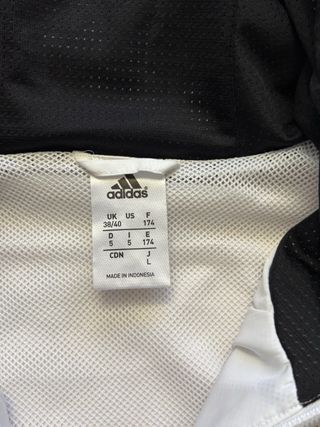 adidas®
UK US F
38/40 174
D I E
5 5 174
CDN J
L
MADE IN INDONESIA